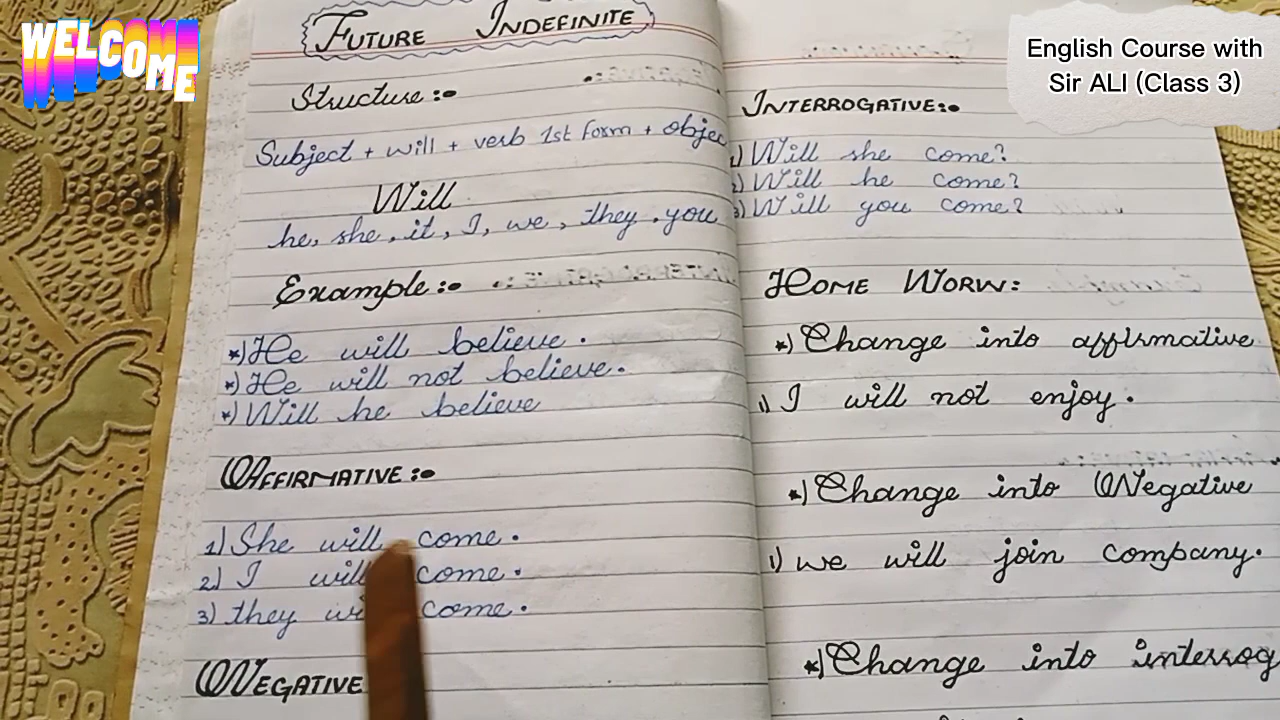 WELCOME
English Course with
Sir ALI (Class 3)
FUTURE INDEFINITE
Structure:
Subject + will + verb 1st form + objec
Will
he, she, it, I, we, they, you
Example:
*) He will believe.
*) He will not believe.
*) Will he believe
AFFIRMATIVE:
1) She will come.
2) I will come.
3) they wi come.
NEGATIVE
INTERROGATIVE:
1) Will she come?
2) Will he come?
3) Will you come?
HOME WORK:
*) Change into affirmative
1) I will not enjoy.
*) Change into Negative
1) we will join company.
*) Change into interrog